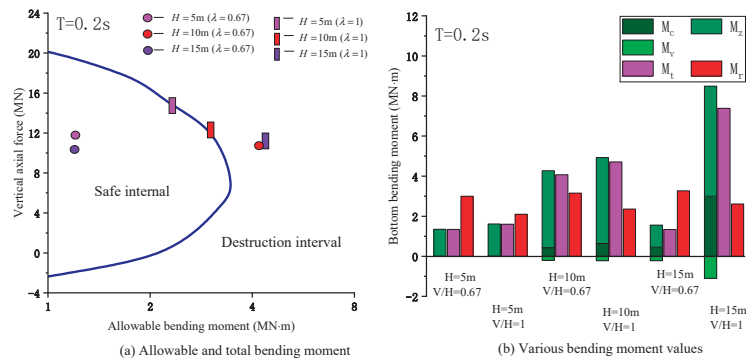 T=0.2s
H = 5m (λ=0.67)
H = 10m (λ=0.67)
H = 15m (λ=0.67)
H = 5m (λ=1)
H = 10m (λ=1)
H = 15m (λ=1)
24
20
16
12
8
4
0
-4
Vertical axial force (MN)
Safe internal
Destruction interval
1
2
4
8
Allowable bending moment (MN·m)
(a) Allowable and total bending moment
T=0.2s
M_c
M_z
M_v
M_t
M_r
12
10
8
6
4
2
0
-2
Bottom bending moment (MN·m)
H=5m
V/H=0.67
H=5m
V/H=1
H=10m
V/H=0.67
H=10m
V/H=1
H=15m
V/H=0.67
H=15m
V/H=1
(b) Various bending moment values